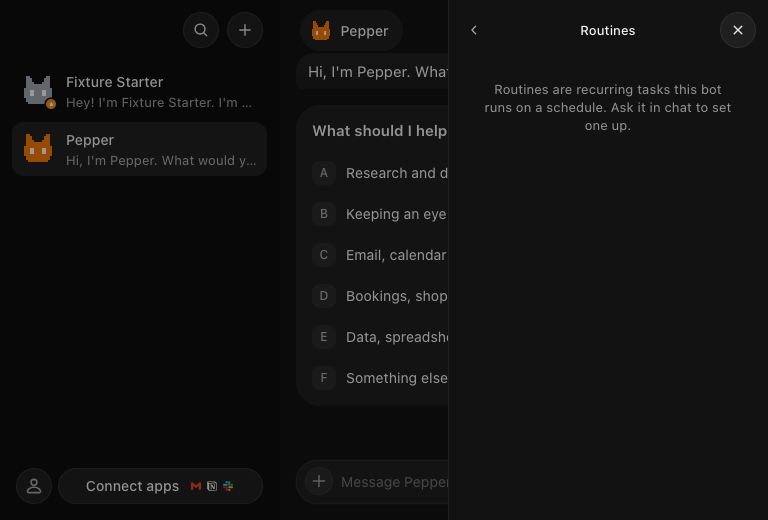 Fixture Starter
Hey! I'm Fixture Starter. I'm ...
Pepper
Hi, I'm Pepper. What would y...
Connect apps
Pepper
Hi, I'm Pepper. What
What should I help
A Research and d
B Keeping an eye
C Email, calendar
D Bookings, shop
E Data, spreadshe
F Something else
Message Pepper
Routines
Routines are recurring tasks this bot
runs on a schedule. Ask it in chat to set
one up.